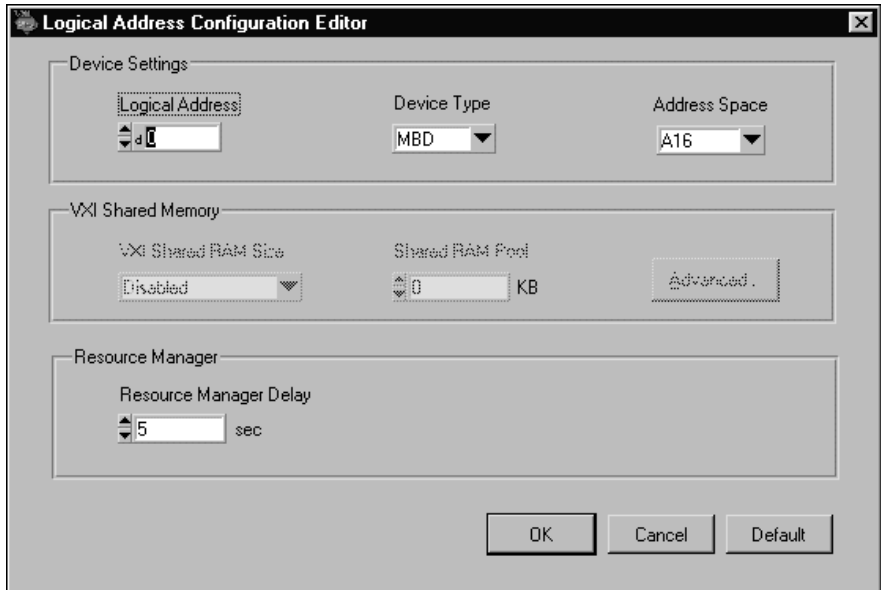 Logical Address Configuration Editor
Device Settings
Logical Address
Device Type
Address Space
d 0
MBD
A16
VXI Shared Memory
VXI Shared RAM Size
Shared RAM Pool
Disabled
0
KB
Advanced .
Resource Manager
Resource Manager Delay
5
sec
OK
Cancel
Default